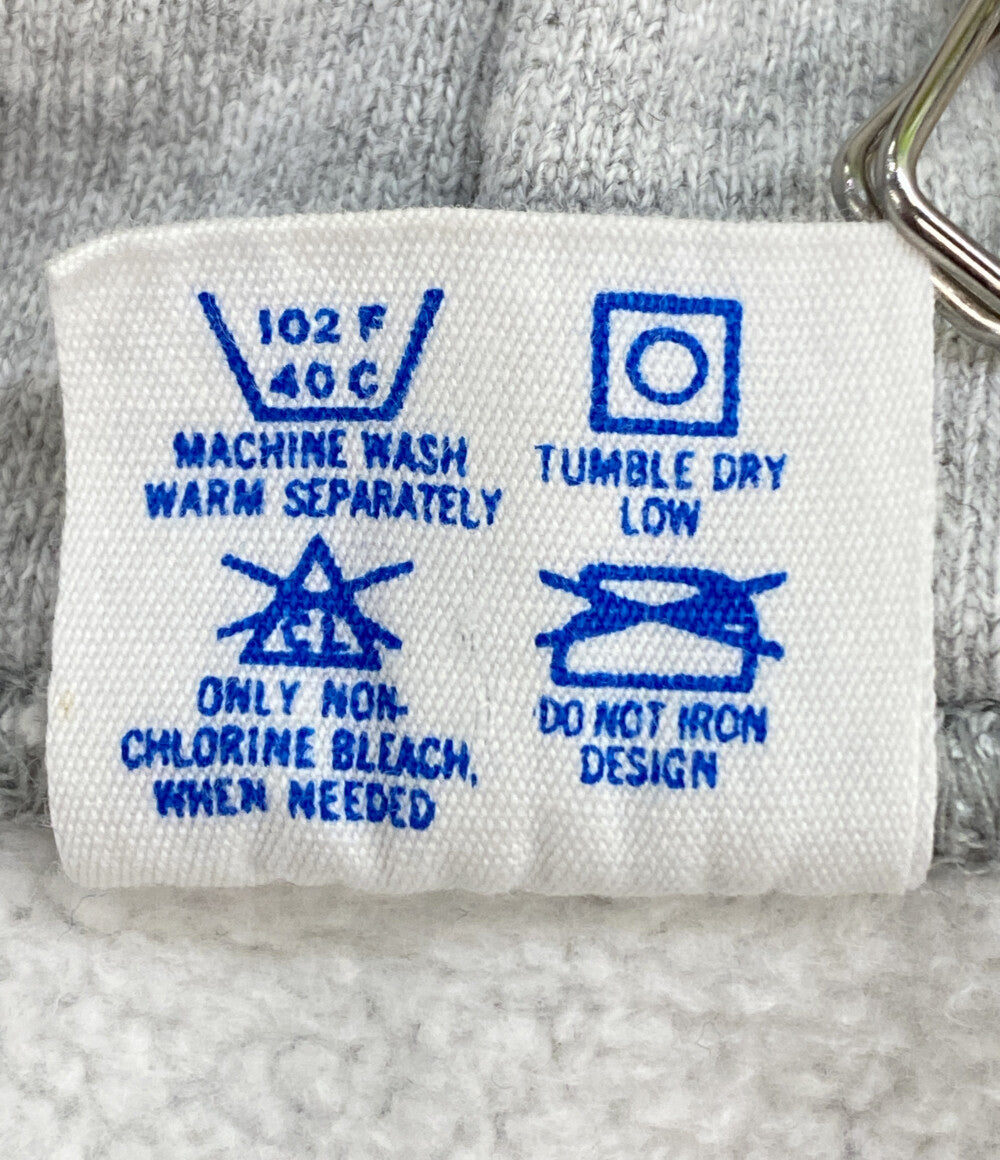 102 F
40 C
MACHINE WASH
WARM SEPARATELY
TUMBLE DRY
LOW
CL
ONLY NON-
CHLORINE BLEACH,
WHEN NEEDED
DO NOT IRON
DESIGN